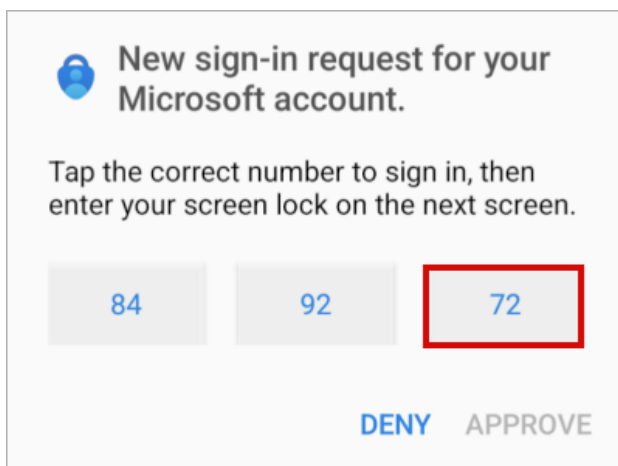 New sign-in request for your
Microsoft account.
Tap the correct number to sign in, then
enter your screen lock on the next screen.
84 92 72
DENY APPROVE